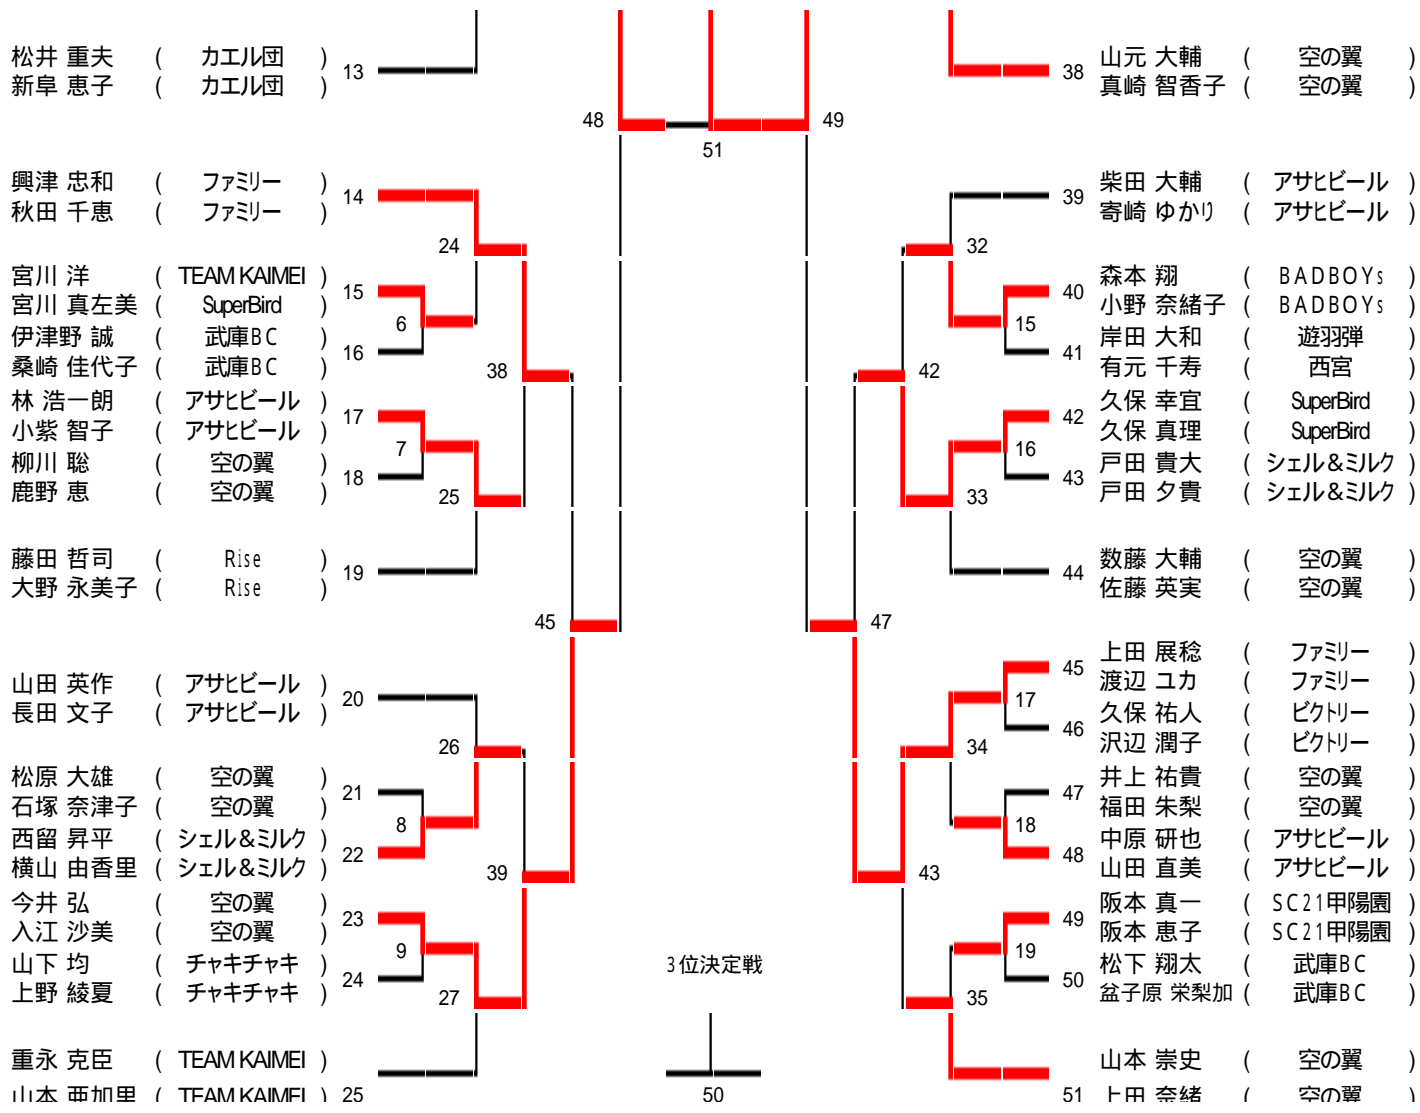 松井 重夫 ( カエル団 )
新阜 恵子 ( カエル団 )
13
興津 忠和 ( ファミリー )
秋田 千恵 ( ファミリー )
14
24
宮川 洋 ( TEAM KAIMEI )
宮川 真左美 ( SuperBird )
15
6
伊津野 誠 ( 武庫BC )
桑崎 佳代子 ( 武庫BC )
16
38
林 浩一朗 ( アサヒビール )
小紫 智子 ( アサヒビール )
17
7
柳川 聡 ( 空の翼 )
鹿野 恵 ( 空の翼 )
18
25
藤田 哲司 ( Rise )
大野 永美子 ( Rise )
19
45
山田 英作 ( アサヒビール )
長田 文子 ( アサヒビール )
20
26
松原 大雄 ( 空の翼 )
石塚 奈津子 ( 空の翼 )
21
8
西留 昇平 ( シェル&ミルク )
横山 由香里 ( シェル&ミルク )
22
39
今井 弘 ( 空の翼 )
入江 沙美 ( 空の翼 )
23
9
山下 均 ( チャキチャキ )
上野 綾夏 ( チャキチャキ )
24
27
重永 克臣 ( TEAM KAIMEI )
山本 亜加里 ( TEAM KAIMEI )
25
48
51
49
3位決定戦
50
38
山元 大輔 ( 空の翼 )
真崎 智香子 ( 空の翼 )
39
柴田 大輔 ( アサヒビール )
寄崎 ゆかり ( アサヒビール )
32
40
森本 翔 ( BADBOYs )
小野 奈緒子 ( BADBOYs )
15
41
岸田 大和 ( 遊羽弾 )
有元 千寿 ( 西宮 )
42
42
久保 幸宜 ( SuperBird )
久保 真理 ( SuperBird )
16
43
戸田 貴大 ( シェル&ミルク )
戸田 夕貴 ( シェル&ミルク )
33
44
数藤 大輔 ( 空の翼 )
佐藤 英実 ( 空の翼 )
47
45
上田 展稔 ( ファミリー )
渡辺 ユカ ( ファミリー )
17
46
久保 祐人 ( ビクトリー )
沢辺 潤子 ( ビクトリー )
34
47
井上 祐貴 ( 空の翼 )
福田 朱梨 ( 空の翼 )
18
48
中原 研也 ( アサヒビール )
山田 直美 ( アサヒビール )
43
49
阪本 真一 ( SC21甲陽園 )
阪本 恵子 ( SC21甲陽園 )
19
50
松下 翔太 ( 武庫BC )
盆子原 栄梨加 ( 武庫BC )
35
山本 崇史 ( 空の翼 )
51
上田 奈緒 ( 空の翼 )